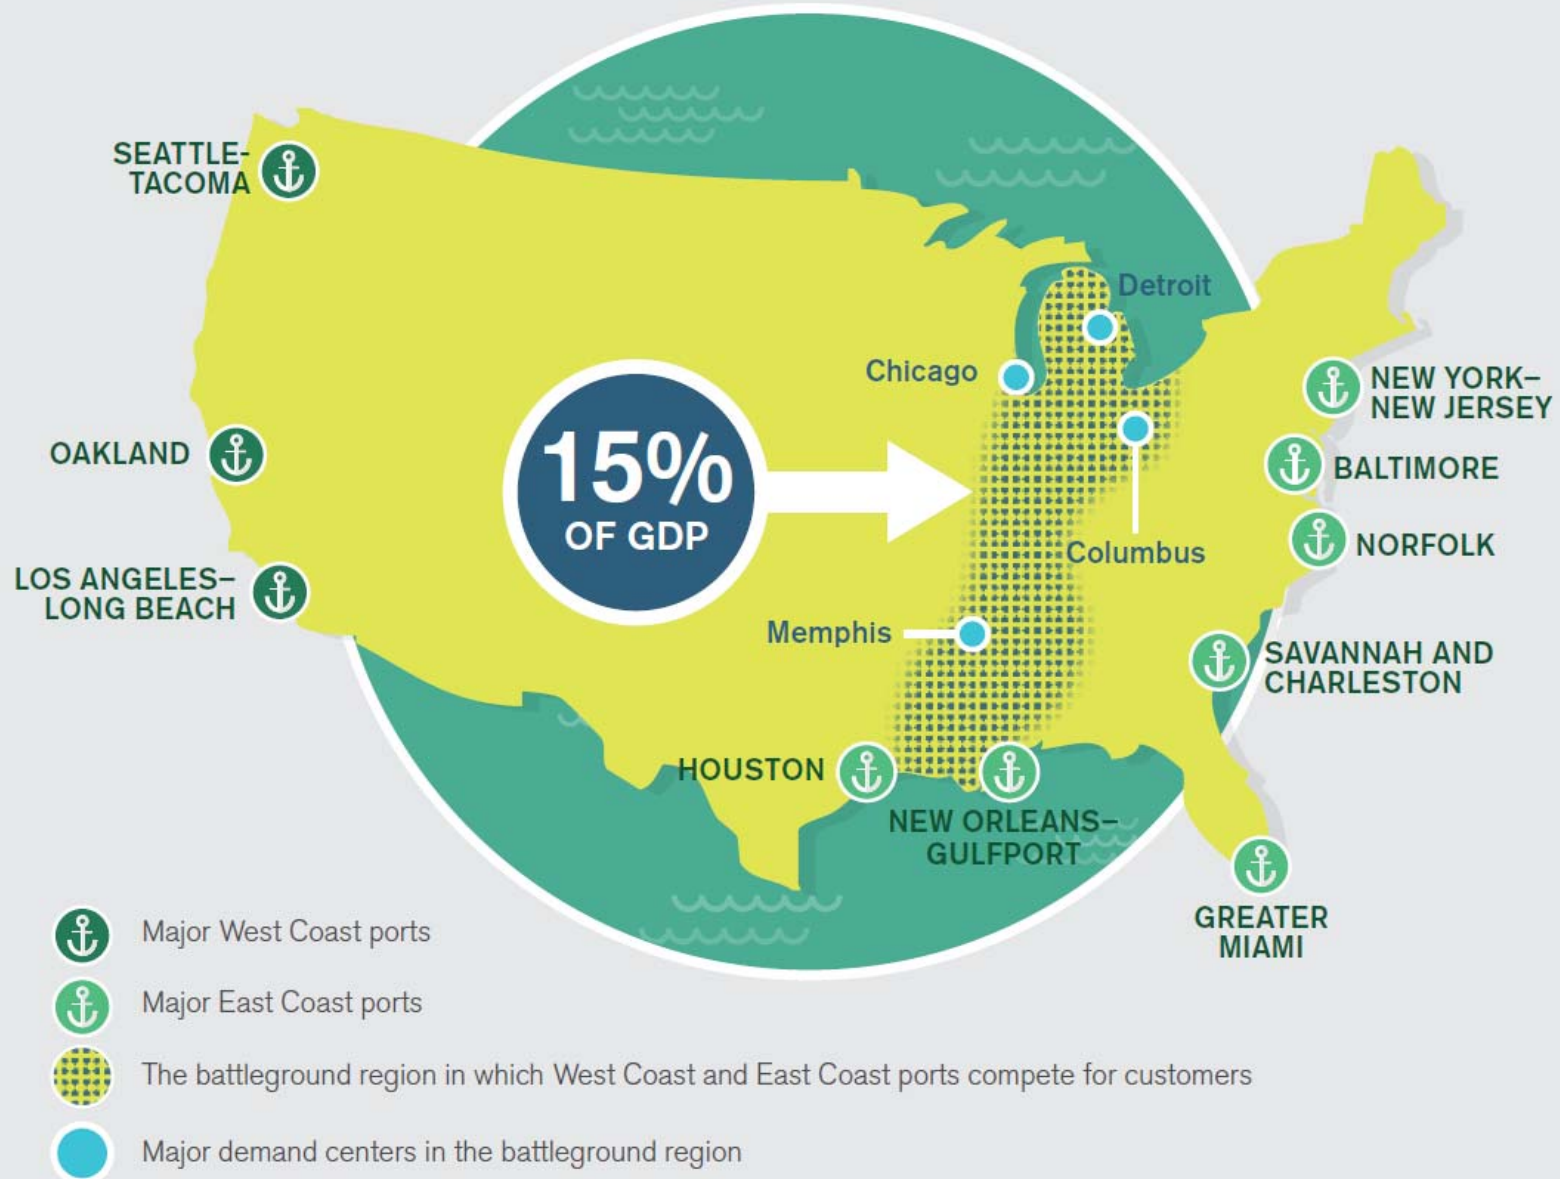 SEATTLE-
TACOMA
Detroit
Chicago
NEW YORK–
NEW JERSEY
15%
OF GDP
OAKLAND
BALTIMORE
NORFOLK
Columbus
LOS ANGELES–
LONG BEACH
Memphis
SAVANNAH AND
CHARLESTON
HOUSTON
NEW ORLEANS–
GULFPORT
GREATER
MIAMI
Major West Coast ports
Major East Coast ports
The battleground region in which West Coast and East Coast ports compete for customers
Major demand centers in the battleground region